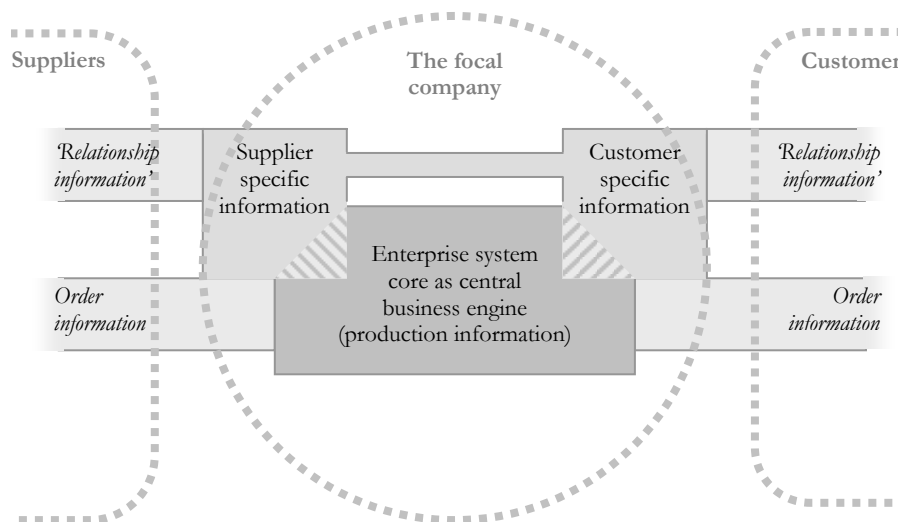 Suppliers
The focal
company
Customer
'Relationship
information'
Supplier
specific
information
Customer
specific
information
'Relationship
information'
Enterprise system
core as central
business engine
(production information)
Order
information
Order
information